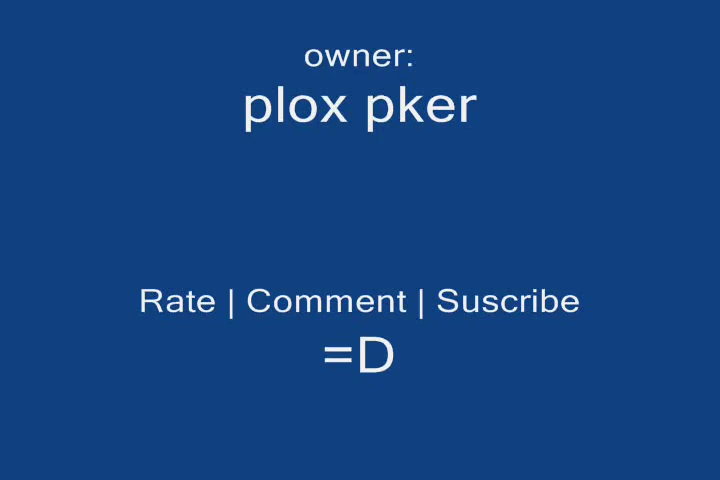 owner:
plox pker
Rate | Comment | Suscribe
=D